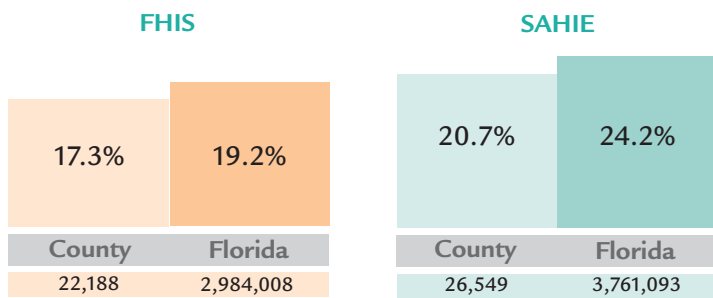 FHIS
17.3% 19.2%
County Florida
22,188 2,984,008
SAHIE
20.7% 24.2%
County Florida
26,549 3,761,093